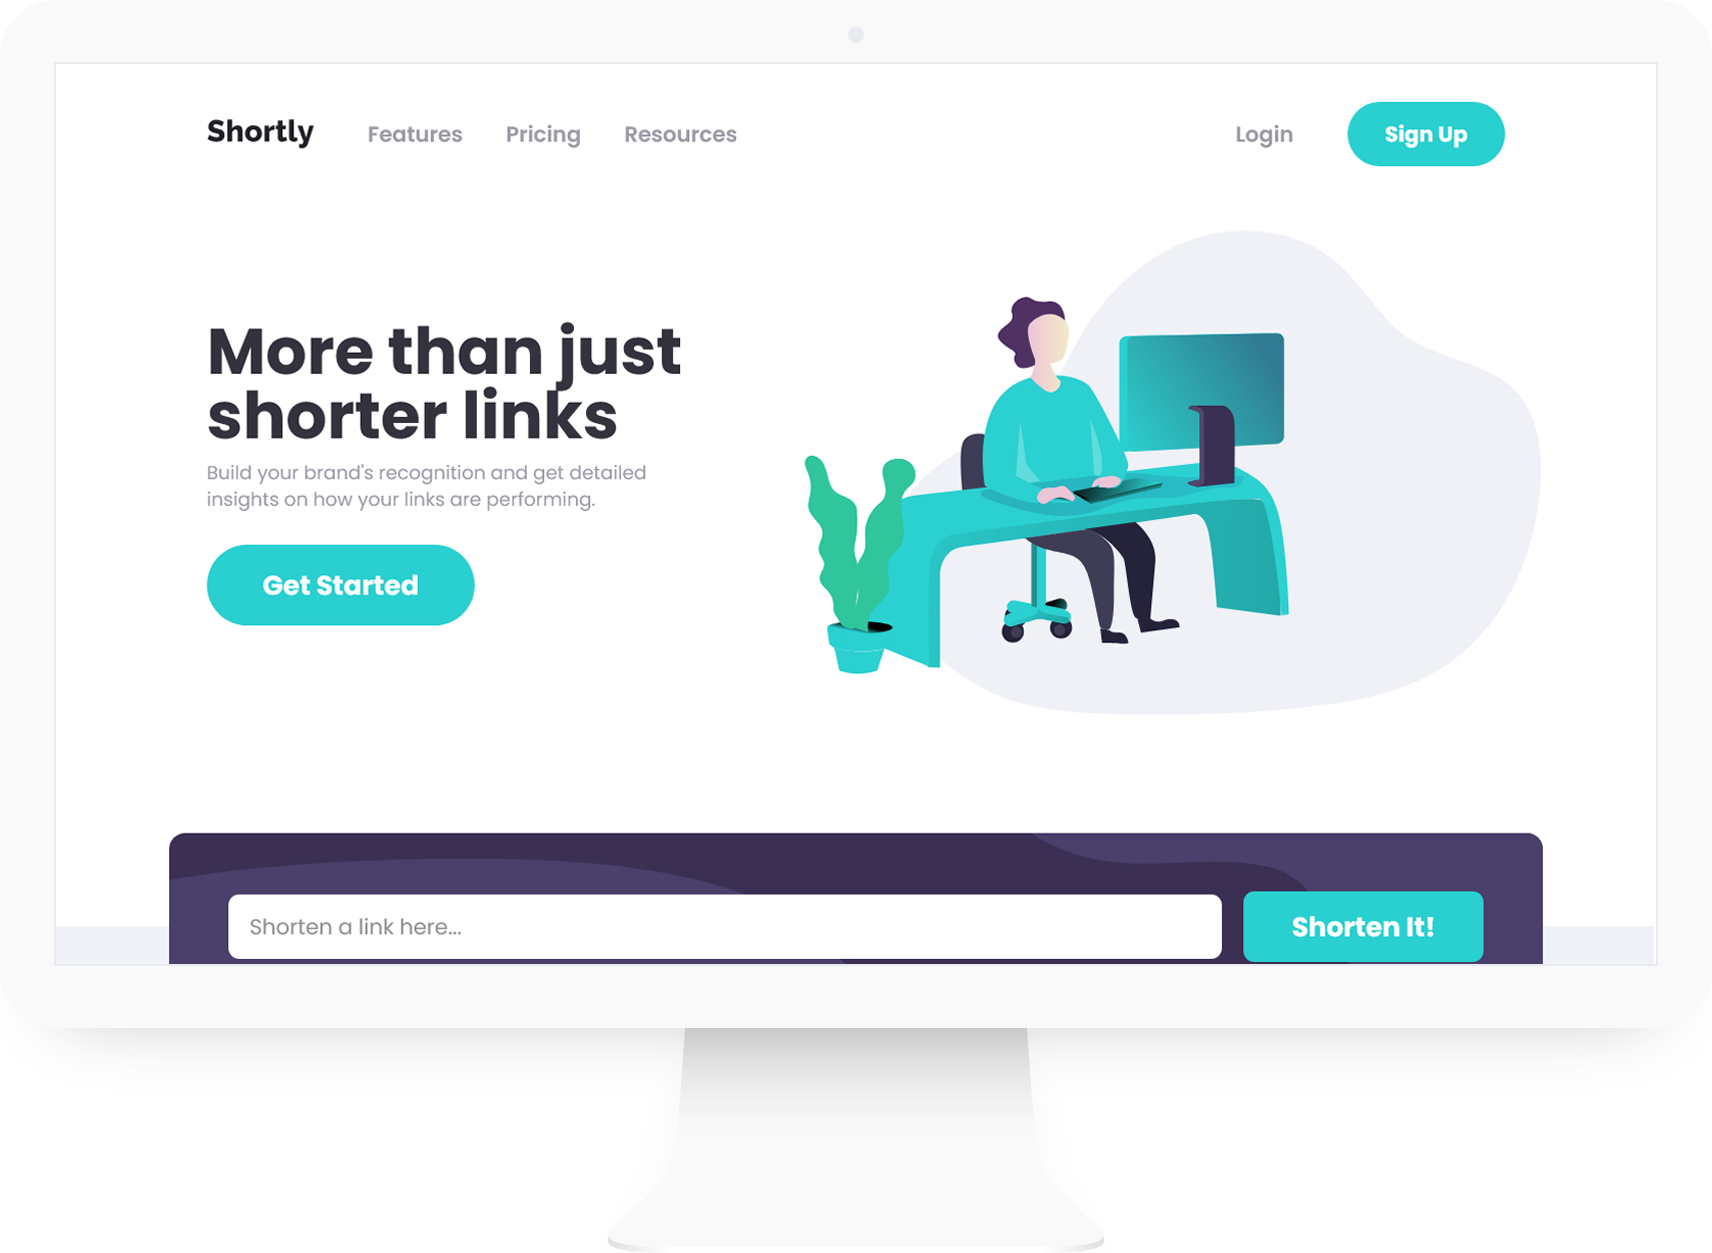 Shortly
Features
Pricing
Resources
Login
Sign Up
More than just
shorter links
Build your brand's recognition and get detailed
insights on how your links are performing.
Get Started
Shorten a link here...
Shorten It!